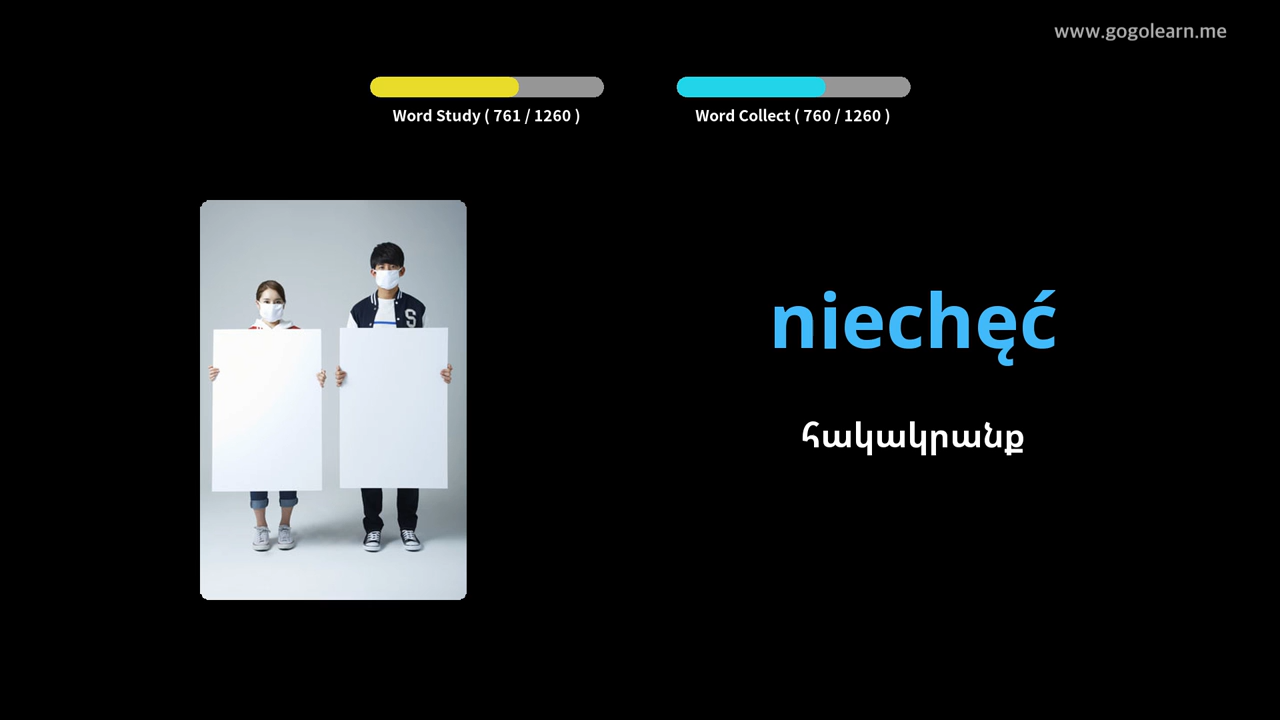 www.gogolearn.me
Word Study ( 761 / 1260 )
Word Collect ( 760 / 1260 )
S
niechęć
հակակրանք